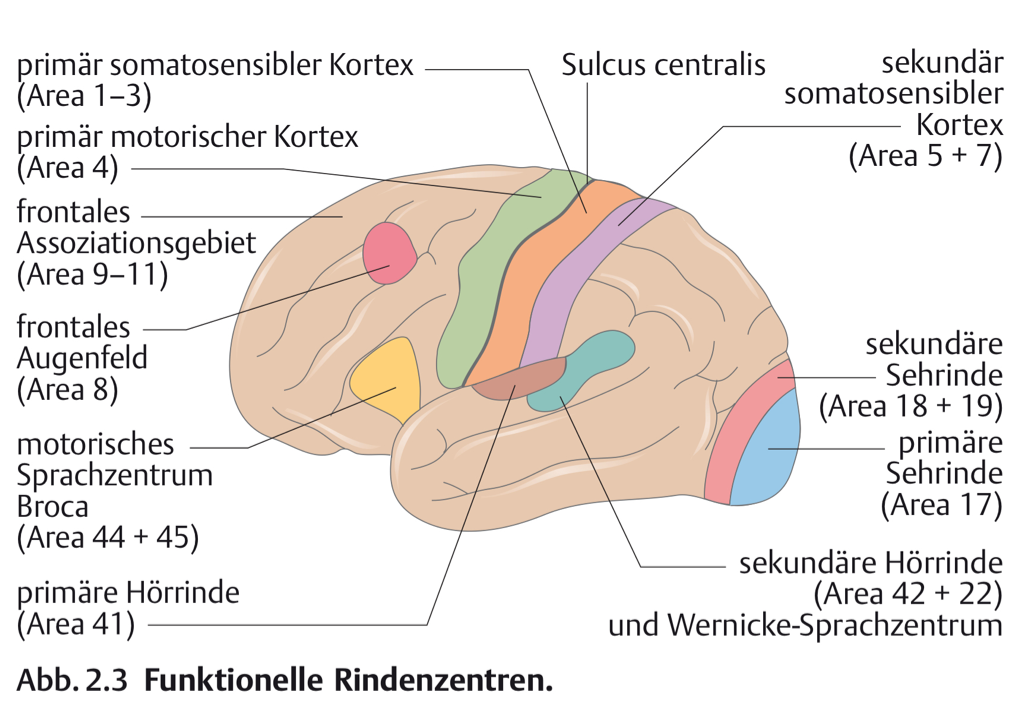 primär somatosensibler Kortex
(Area 1–3)
primär motorischer Kortex
(Area 4)
frontales
Assoziationsgebiet
(Area 9–11)
frontales
Augenfeld
(Area 8)
motorisches
Sprachzentrum
Broca
(Area 44 + 45)
primäre Hörrinde
(Area 41)
Sulcus centralis
sekundär
somatosensibler
Kortex
(Area 5 + 7)
sekundäre
Sehrinde
(Area 18 + 19)
primäre
Sehrinde
(Area 17)
sekundäre Hörrinde
(Area 42 + 22)
und Wernicke-Sprachzentrum
Abb. 2.3 Funktionelle Rindenzentren.